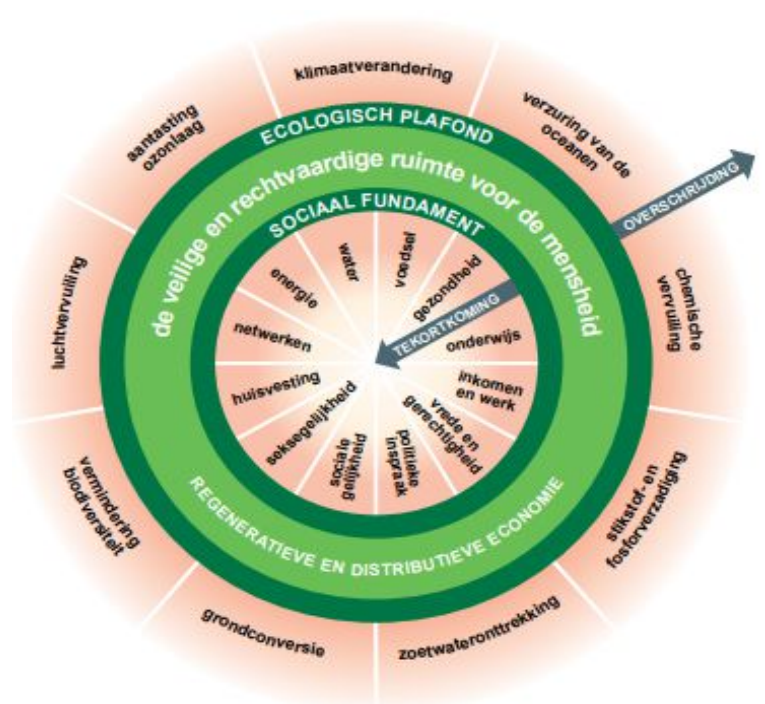 klimaatverandering
verzuring van de
oceanen
OVERSCHRIJDING
chemische
vervuiling
stikstof- en
fosforverzadiging
zoetwateronttrekking
grondconversie
vermindering
biodiversiteit
luchtvervuiling
aantasting
ozonlaag
ECOLOGISCH PLAFOND
de veilige en rechtvaardige ruimte voor de mensheid
SOCIAAL FUNDAMENT
voedsel
gezondheid
TEKORTKOMING
onderwijs
inkomen
en werk
vrede en
gerechtigheid
politieke
inspraak
sociale
gelijkheid
seksegelijkheid
huisvesting
netwerken
energie
water
REGENERATIEVE EN DISTRIBUTIEVE ECONOMIE